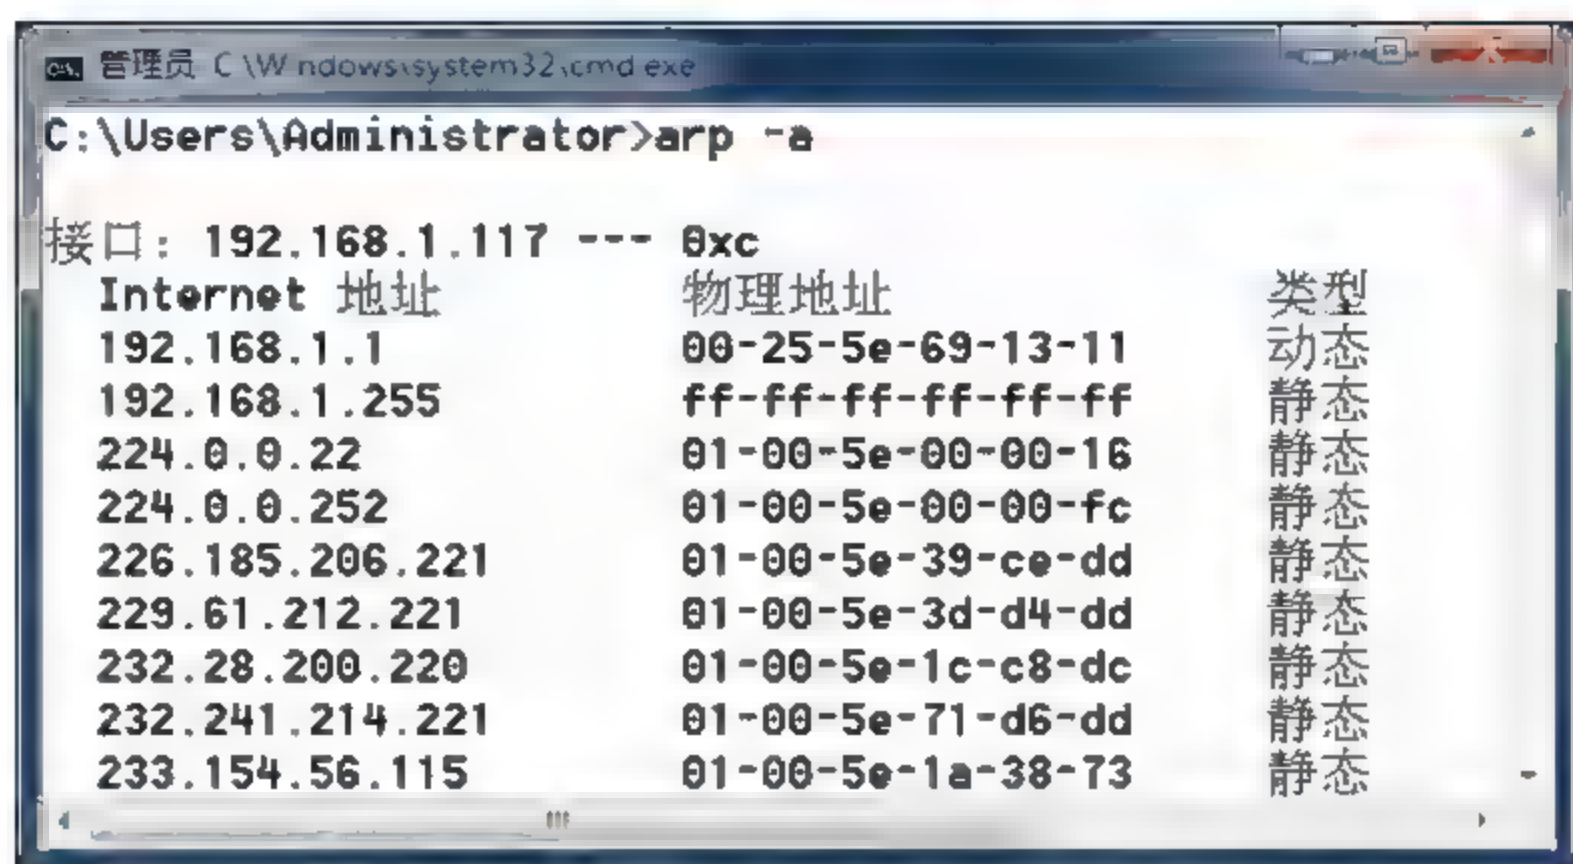 管理员 C:\Windows\system32\cmd.exe
C:\Users\Administrator>arp -a
接口: 192.168.1.117 --- 0xc
Internet 地址 物理地址 类型
192.168.1.1 00-25-5e-69-13-11 动态
192.168.1.255 ff-ff-ff-ff-ff-ff 静态
224.0.0.22 01-00-5e-00-00-16 静态
224.0.0.252 01-00-5e-00-00-fc 静态
226.185.206.221 01-00-5e-39-ce-dd 静态
229.61.212.221 01-00-5e-3d-d4-dd 静态
232.28.200.220 01-00-5e-1c-c8-dc 静态
232.241.214.221 01-00-5e-71-d6-dd 静态
233.154.56.115 01-00-5e-1a-38-73 静态